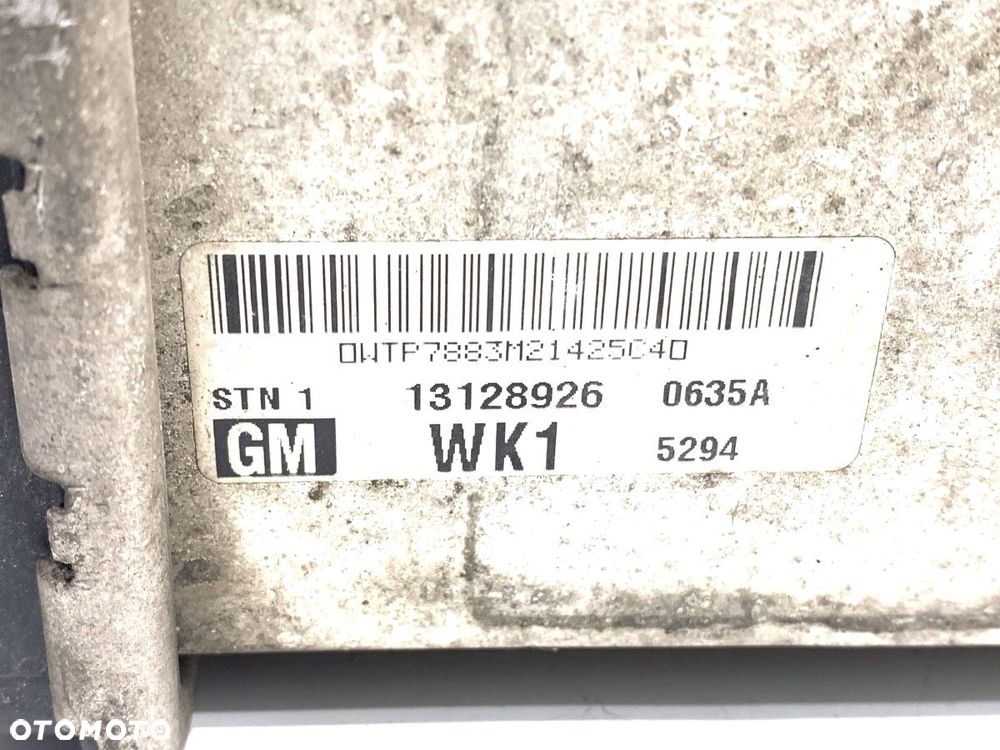 0WTP7883M21425C40
STN 1 13128926 0635A
GM WK1 5294
OTOMOTO